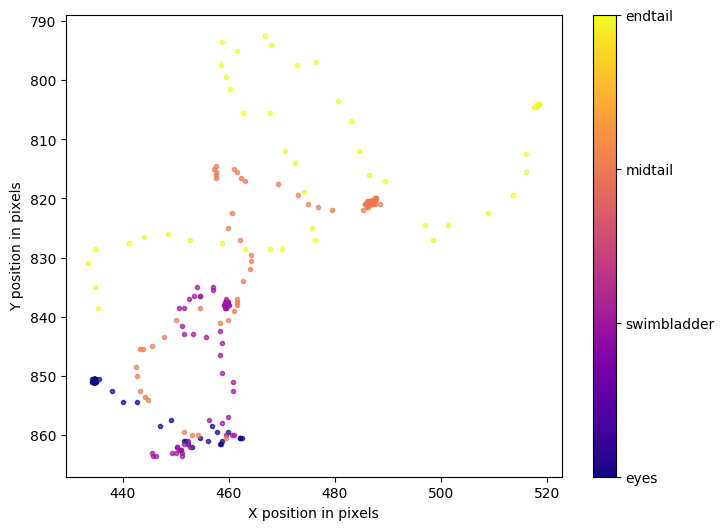 790
800
810
820
830
840
850
860
Y position in pixels
440
460
480
500
520
X position in pixels
endtail
midtail
swimbladder
eyes